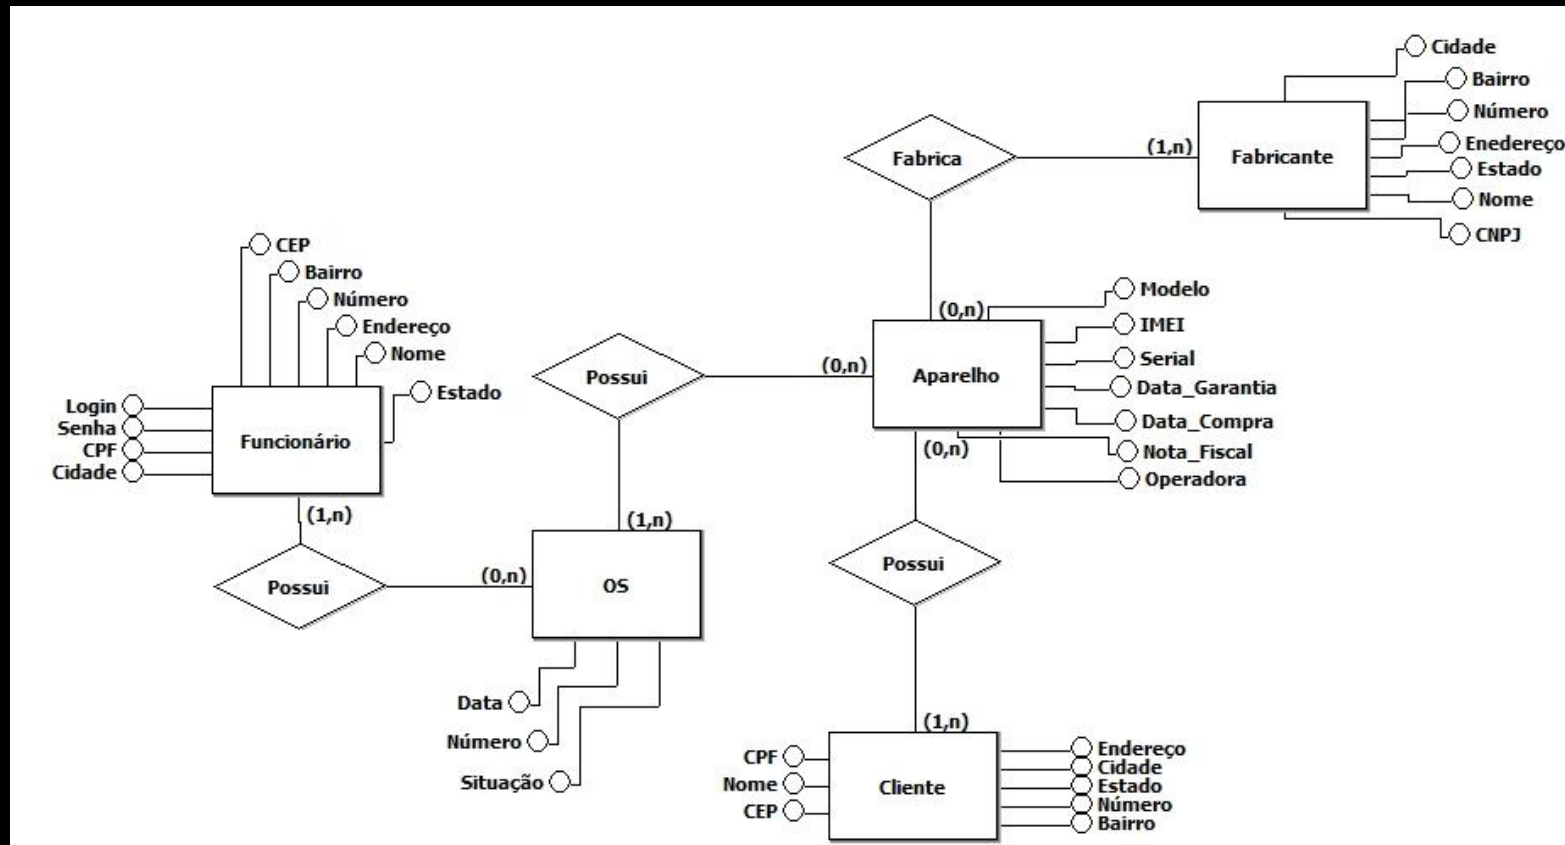 Cidade
Bairro
Número
Enedereço
Estado
Nome
CNPJ
Fabricante
(1,n)
Fabrica
(0,n)
Modelo
IMEI
Serial
Data_Garantia
Data_Compra
Nota_Fiscal
Operadora
Aparelho
(0,n)
(0,n)
Possui
(1,n)
CEP
Bairro
Número
Endereço
Nome
Estado
Login
Senha
CPF
Cidade
Funcionário
(1,n)
Possui
(0,n)
OS
Data
Número
Situação
Possui
(1,n)
CPF
Nome
CEP
Cliente
Endereço
Cidade
Estado
Número
Bairro